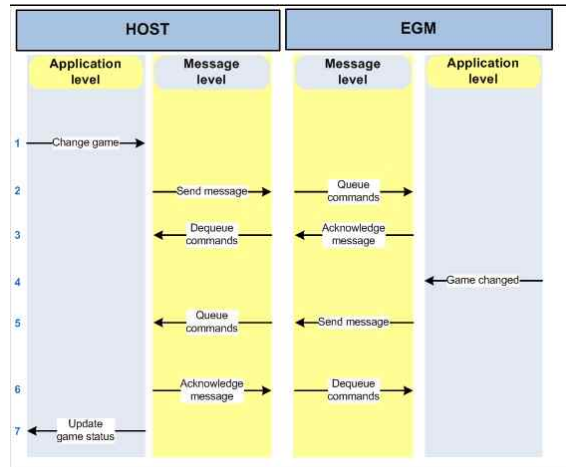 HOST
EGM
Application
level
Message
level
Message
level
Application
level
1
Change game
2
Send message
Queue
commands
3
Dequeue
commands
Acknowledge
message
4
Game changed
5
Queue
commands
Send message
6
Acknowledge
message
Dequeue
commands
7
Update
game status